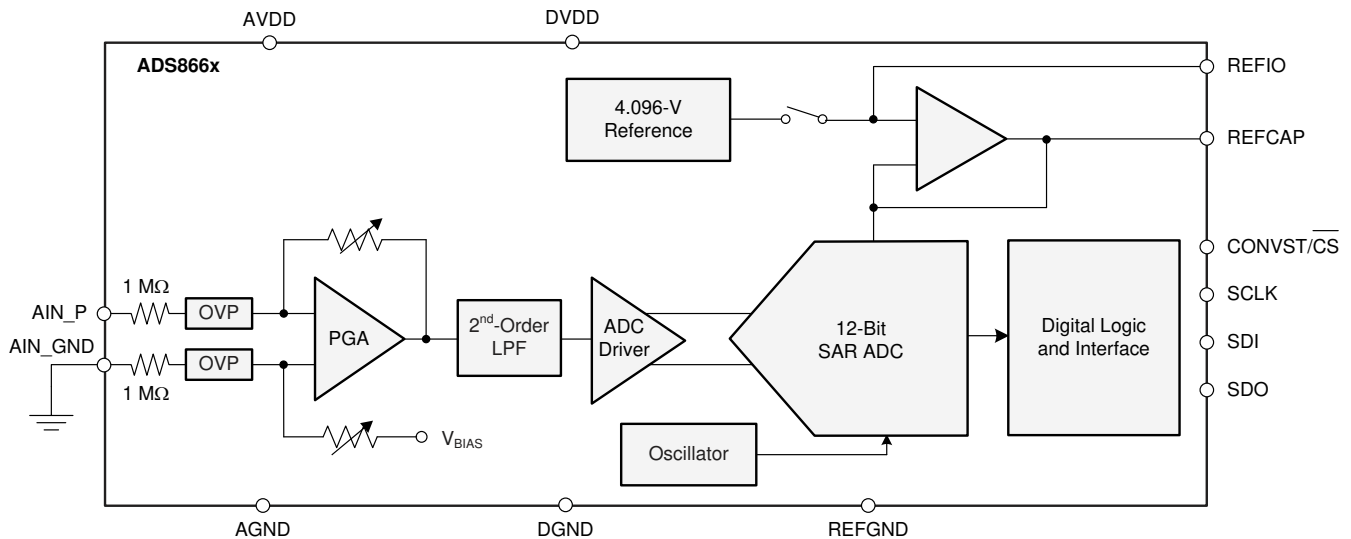 AVDD
DVDD
ADS866x
REFIO
4.096-V
Reference
REFCAP
CONVST/C̅S̅
1 MΩ
OVP
AIN_P
SCLK
2nd-Order
LPF
ADC
Driver
12-Bit
SAR ADC
Digital Logic
and Interface
PGA
AIN_GND
OVP
1 MΩ
SDI
SDO
VBIAS
Oscillator
AGND
DGND
REFGND